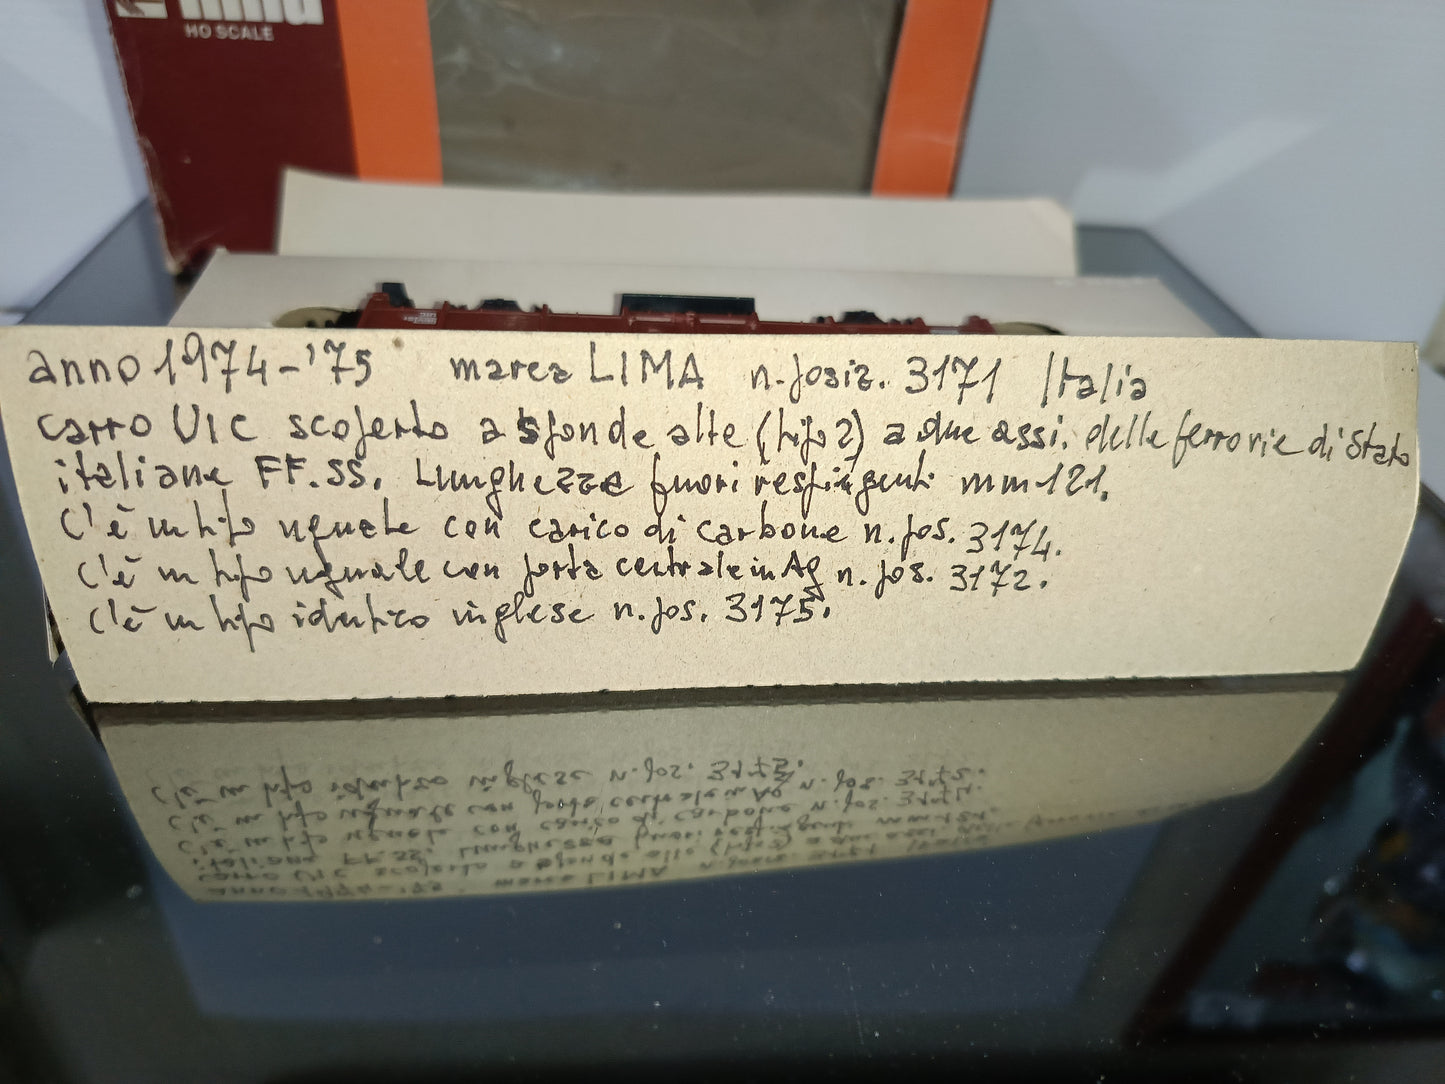 lima
HO SCALE
anno 1974-'75 marca LIMA n. posiz. 3171 Italia
carro UIC scoperto a sponde alte (tipo 2) a due assi. delle ferrovie di Stato
italiane FF.SS. Lunghezza fuori respingenti mm 121.
C'è un tipo uguale con carico di carbone n. pos. 3174.
C'è un tipo uguale con porta centrale in Ag n. pos. 3172.
C'è un tipo identico inglese n. pos. 3175.